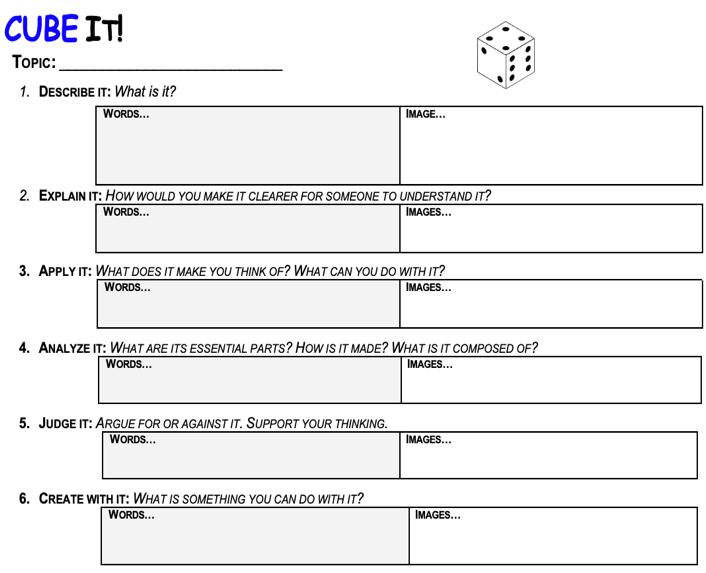 CUBE IT!
TOPIC: ____________________________
1. DESCRIBE IT: What is it?
WORDS... IMAGE...
2. EXPLAIN IT: HOW WOULD YOU MAKE IT CLEARER FOR SOMEONE TO UNDERSTAND IT?
WORDS... IMAGES...
3. APPLY IT: WHAT DOES IT MAKE YOU THINK OF? WHAT CAN YOU DO WITH IT?
WORDS... IMAGES...
4. ANALYZE IT: WHAT ARE ITS ESSENTIAL PARTS? HOW IS IT MADE? WHAT IS IT COMPOSED OF?
WORDS... IMAGES...
5. JUDGE IT: ARGUE FOR OR AGAINST IT. SUPPORT YOUR THINKING.
WORDS... IMAGES...
6. CREATE WITH IT: WHAT IS SOMETHING YOU CAN DO WITH IT?
WORDS... IMAGES...